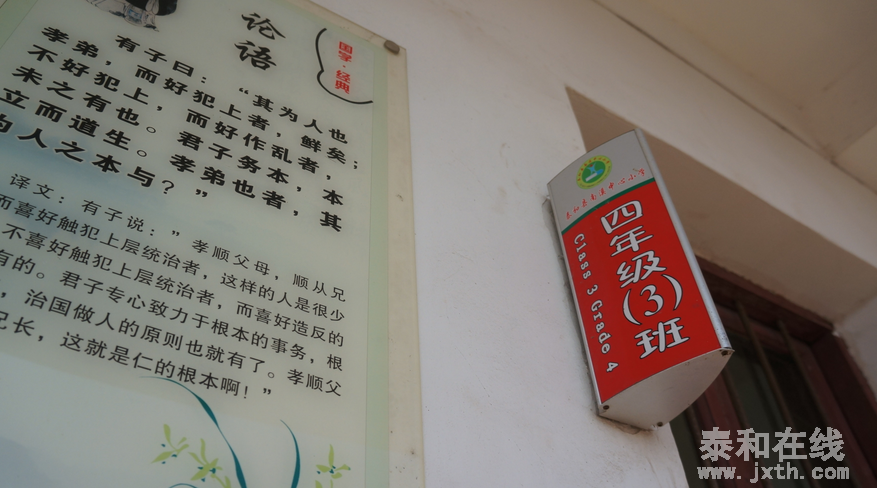 论语
国学·经典
有子曰:“其为人也
孝弟,而好犯上者,鲜矣;
不好犯上,而好作乱者,
未之有也。君子务本,本
立而道生。孝弟也者,其
为人之本与?”
译文:有子说:”孝顺父母,顺从兄
而喜好触犯上层统治者,这样的人是很少
不喜好触犯上层统治者,而喜好造反的
有的。君子专心致力于根本的事务,根
,治国做人的原则也就有了。孝顺父
兄长,这就是仁的根本啊!”
四年级(3)班
Class 3 Grade 4
泰和在线
www.jxth.com